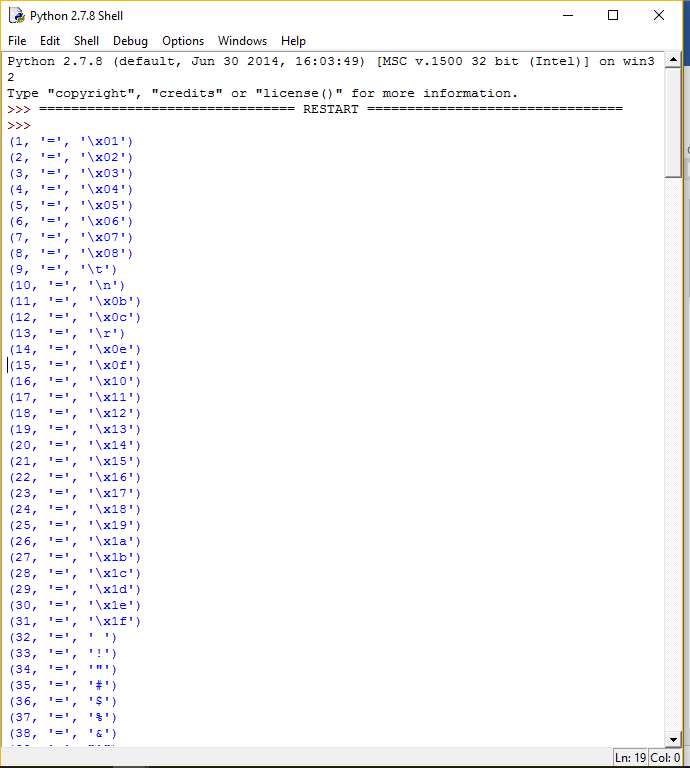 Python 2.7.8 Shell
File Edit Shell Debug Options Windows Help
Python 2.7.8 (default, Jun 30 2014, 16:03:49) [MSC v.1500 32 bit (Intel)] on win3
2
Type "copyright", "credits" or "license()" for more information.
>>> ================================ RESTART ================================
>>>
(1, '=', '\x01')
(2, '=', '\x02')
(3, '=', '\x03')
(4, '=', '\x04')
(5, '=', '\x05')
(6, '=', '\x06')
(7, '=', '\x07')
(8, '=', '\x08')
(9, '=', '\t')
(10, '=', '\n')
(11, '=', '\x0b')
(12, '=', '\x0c')
(13, '=', '\r')
(14, '=', '\x0e')
(15, '=', '\x0f')
(16, '=', '\x10')
(17, '=', '\x11')
(18, '=', '\x12')
(19, '=', '\x13')
(20, '=', '\x14')
(21, '=', '\x15')
(22, '=', '\x16')
(23, '=', '\x17')
(24, '=', '\x18')
(25, '=', '\x19')
(26, '=', '\x1a')
(27, '=', '\x1b')
(28, '=', '\x1c')
(29, '=', '\x1d')
(30, '=', '\x1e')
(31, '=', '\x1f')
(32, '=', ' ')
(33, '=', '!')
(34, '=', '"')
(35, '=', '#')
(36, '=', '$')
(37, '=', '%')
(38, '=', '&')
Ln: 19 Col: 0